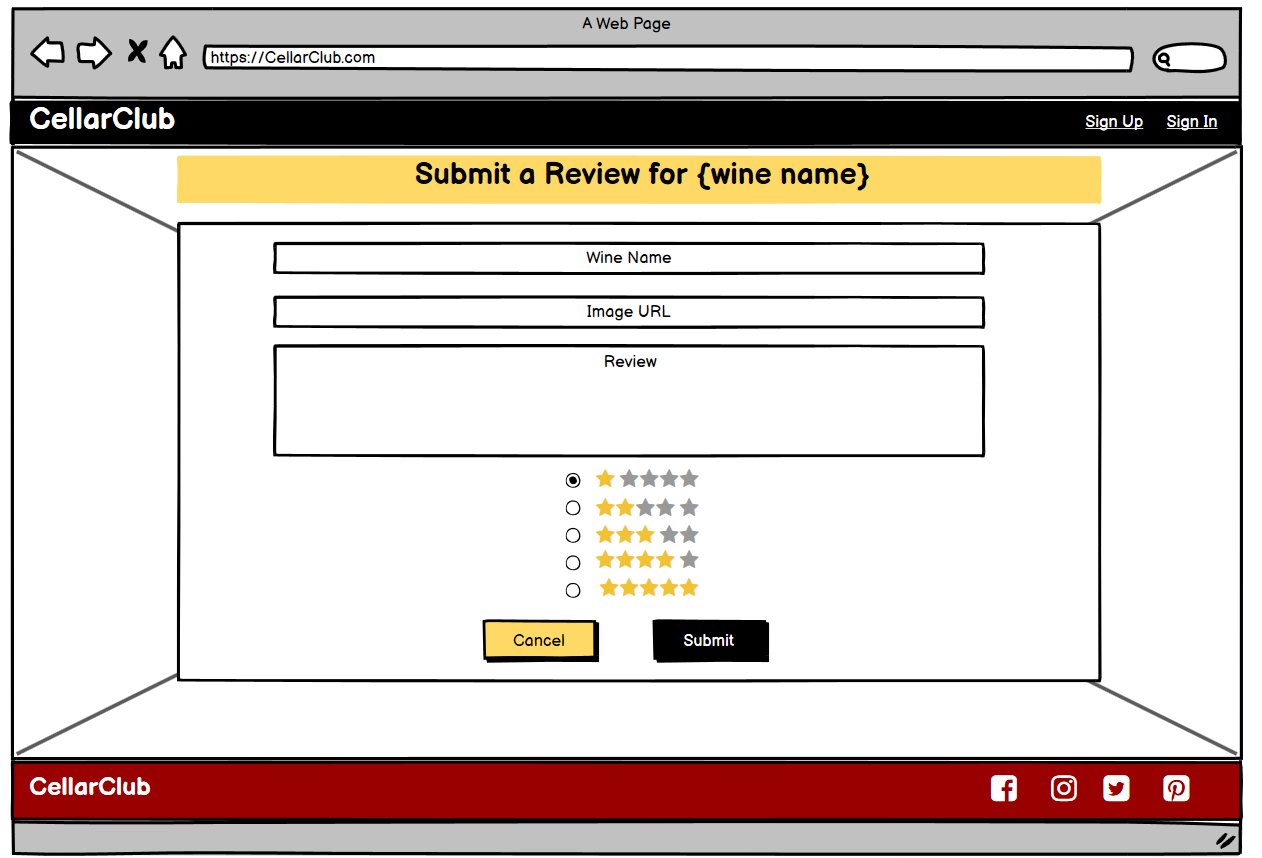 A Web Page
https://CellarClub.com
CellarClub
Sign Up
Sign In
Submit a Review for {wine name}
Wine Name
Image URL
Review
Cancel
Submit
CellarClub